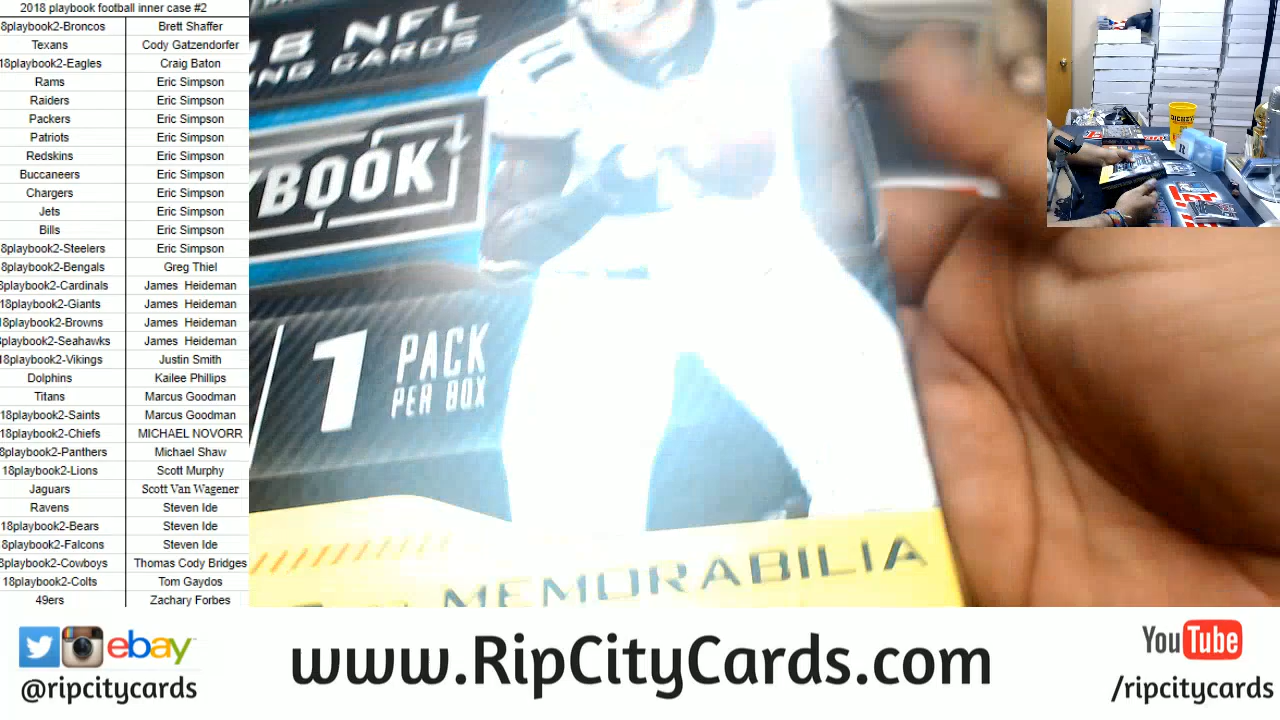 2018 playbook football inner case #2
8playbook2-Broncos Brett Shaffer
Texans Cody Gatzendorfer
18playbook2-Eagles Craig Baton
Rams Eric Simpson
Raiders Eric Simpson
Packers Eric Simpson
Patriots Eric Simpson
Redskins Eric Simpson
Buccaneers Eric Simpson
Chargers Eric Simpson
Jets Eric Simpson
Bills Eric Simpson
8playbook2-Steelers Eric Simpson
8playbook2-Bengals Greg Thiel
8playbook2-Cardinals James Heideman
18playbook2-Giants James Heideman
18playbook2-Browns James Heideman
playbook2-Seahawks James Heideman
18playbook2-Vikings Justin Smith
Dolphins Kailee Phillips
Titans Marcus Goodman
18playbook2-Saints Marcus Goodman
18playbook2-Chiefs MICHAEL NOVORR
8playbook2-Panthers Michael Shaw
18playbook2-Lions Scott Murphy
Jaguars Scott Van Wagener
Ravens Steven Ide
18playbook2-Bears Steven Ide
8playbook2-Falcons Steven Ide
8playbook2-Cowboys Thomas Cody Bridges
18playbook2-Colts Tom Gaydos
49ers Zachary Forbes
18 NFL
NG CARDS
YBOOK
1 PACK
PER BOX
MEMORABILIA
ebay
@ripcitycards
www.RipCityCards.com
YouTube
/ripcitycards